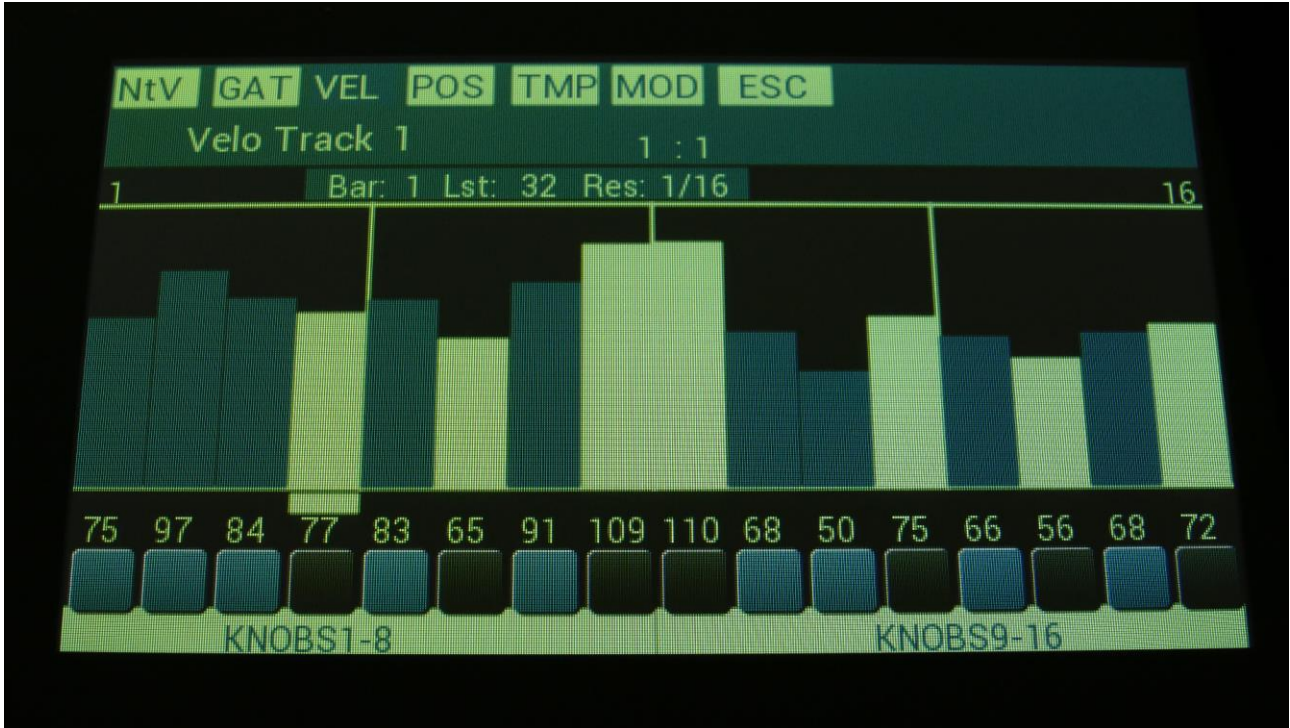 NtV GAT VEL POS TMP MOD ESC
Velo Track 1 1 : 1
1 Bar: 1 Lst: 32 Res: 1/16 16
75 97 84 77 83 65 91 109 110 68 50 75 66 56 68 72
KNOBS1-8 KNOBS9-16